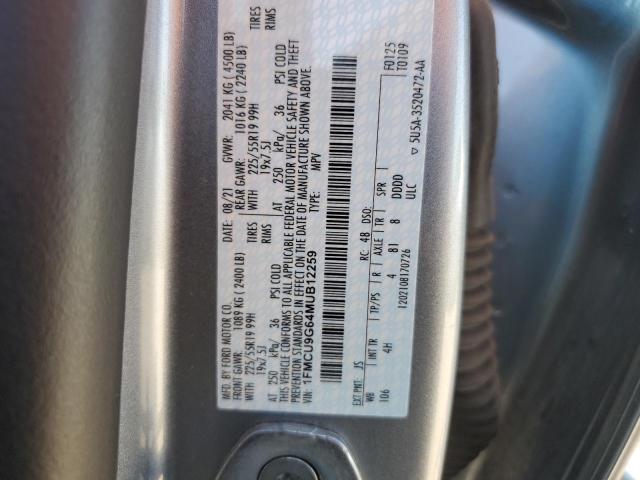 MFD. BY FORD MOTOR CO. DATE: 08/21 GVWR: 2041 KG ( 4500 LB)
FRONT GAWR: 1089 KG ( 2400 LB) REAR GAWR: 1016 KG ( 2240 LB)
WITH 225/55R19 99H TIRES WITH 225/55R19 99H TIRES
19x7.5J RIMS 19x7.5J RIMS
AT 250 kPa/ 36 PSI COLD AT 250 kPa/ 36 PSI COLD
THIS VEHICLE CONFORMS TO ALL APPLICABLE FEDERAL MOTOR VEHICLE SAFETY AND THEFT
PREVENTION STANDARDS IN EFFECT ON THE DATE OF MANUFACTURE SHOWN ABOVE.
VIN: 1FMCU9G64MUB12259 TYPE: MPV
F0125
T0109
EXT PNT: JS RC: 48 DSO:
WB INT TR TP/PS R AXLE TR SPR
106 4H 4 B1 8 DDDD
ULC
1202108170726
5U5A-3520472-AA